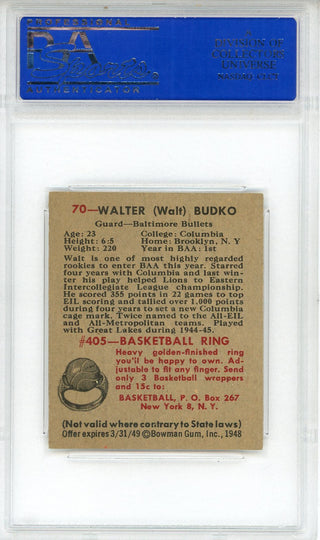 PROFESSIONAL
PSA
AUTHENTICATOR
A
DIVISION OF
COLLECTORS
UNIVERSE
NASDAQ: CLCT
70—WALTER (Walt) BUDKO
Guard—Baltimore Bullets
Age: 23 College: Columbia
Height: 6:5 Home: Brooklyn, N. Y
Weight: 220 Year in BAA: 1st
Walt is one of most highly regarded
rookies to enter BAA this year. Starred
four years with Columbia and last win-
ter his play helped Lions to Eastern
Intercollegiate League championship.
He scored 355 points in 22 games to top
EIL scoring and tallied over 1,000 points
during four years to set a new Columbia
cage mark. Twice named to the All-EIL
and All-Metropolitan teams. Played
with Great Lakes during 1944-45.
#405—BASKETBALL RING
Heavy golden-finished ring
you'll be happy to own. Ad-
justable to fit any finger. Send
only 3 Basketball wrappers
and 15c to:
BASKETBALL, P. O. Box 267
New York 8, N. Y.
(Not valid where contrary to State laws)
Offer expires 3/31/49 ©Bowman Gum, Inc., 1948